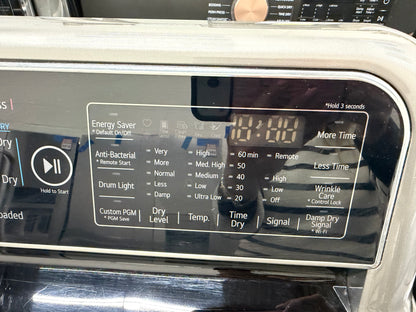 *Hold 3 seconds
Energy Saver
* Default On/Off
18:88
More Time
Anti-Bacterial
* Remote Start
Very
High
60 min
Remote
More
Med. High
50
Less Time
Normal
Medium
40
High
Drum Light
Less
Low
30
Low
Wrinkle
Care
* Control Lock
Damp
Ultra Low
20
Off
Custom PGM
* PGM Save
Dry
Level
Temp.
Time
Dry
Signal
Damp Dry
Signal
* Wi-Fi
Hold to Start
Dry
Dry